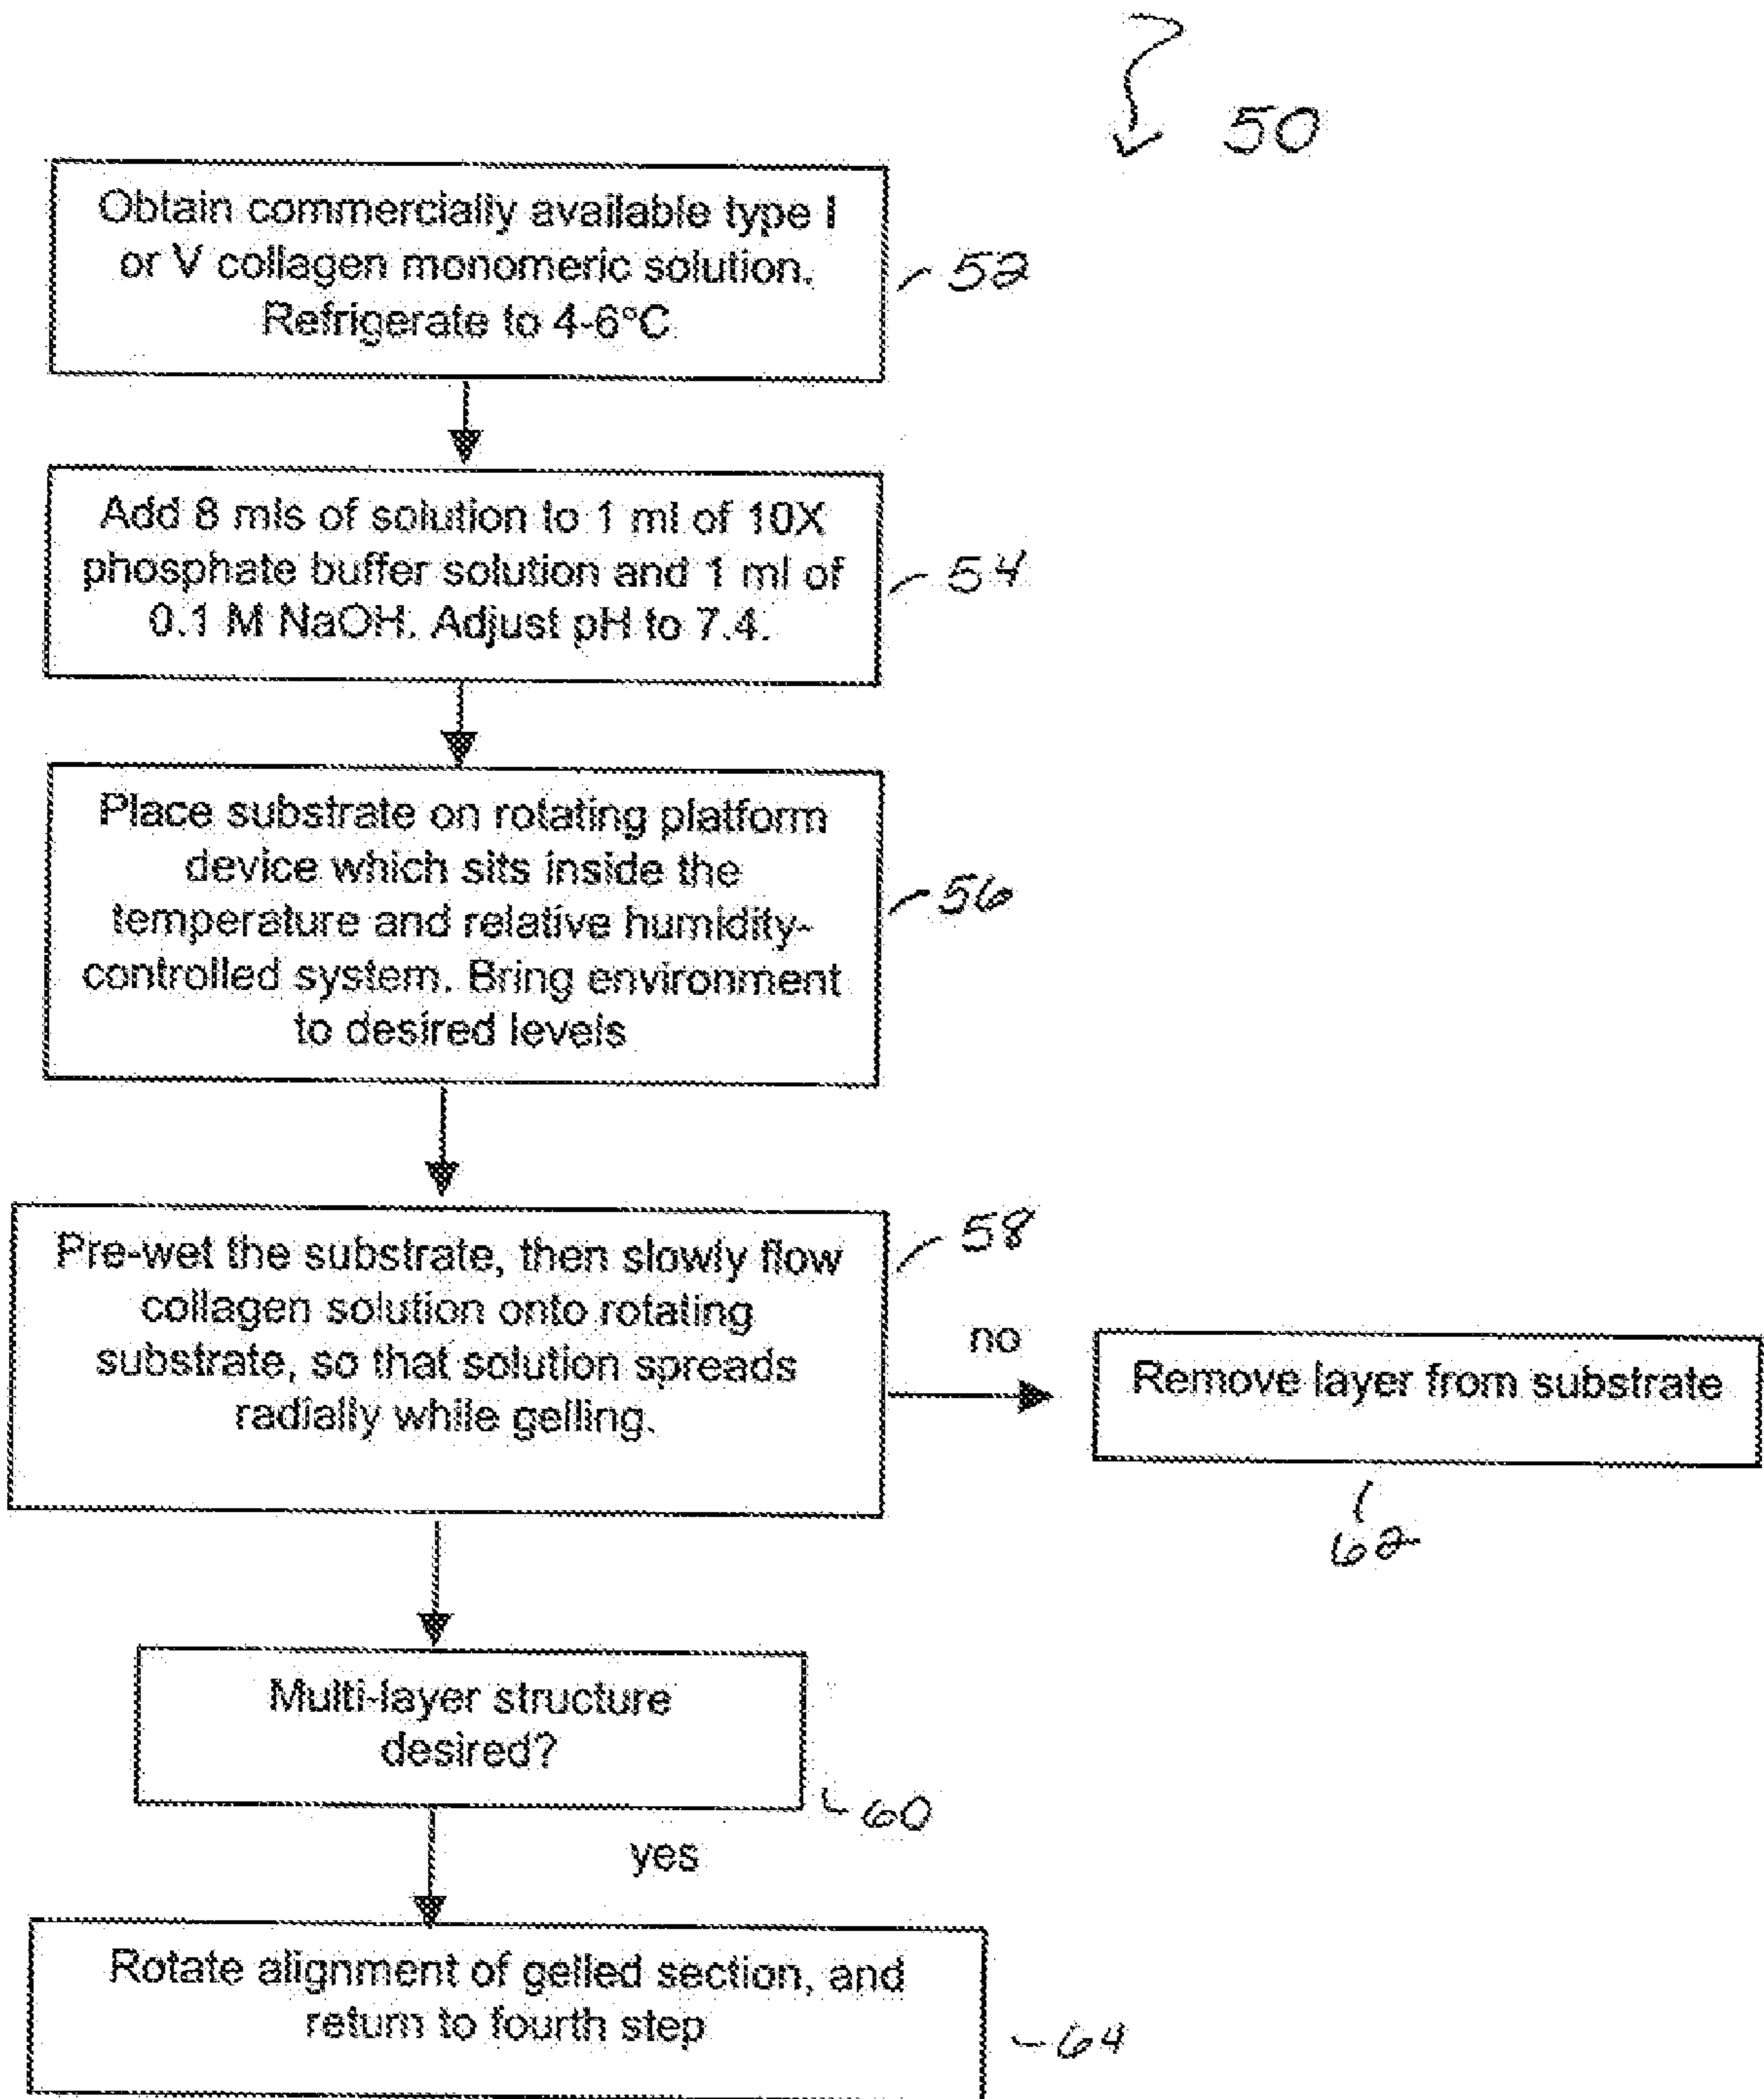 50
Obtain commercially available type I
or V collagen monomeric solution.
Refrigerate to 4-6°C
52
Add 8 mls of solution to 1 ml of 10X
phosphate buffer solution and 1 ml of
0.1 M NaOH. Adjust pH to 7.4.
54
Place substrate on rotating platform
device which sits inside the
temperature and relative humidity-
controlled system. Bring environment
to desired levels
56
Pre-wet the substrate, then slowly flow
collagen solution onto rotating
substrate, so that solution spreads
radially while gelling.
58
no
Remove layer from substrate
62
Multi-layer structure
desired?
60
yes
Rotate alignment of gelled section, and
return to fourth step
64